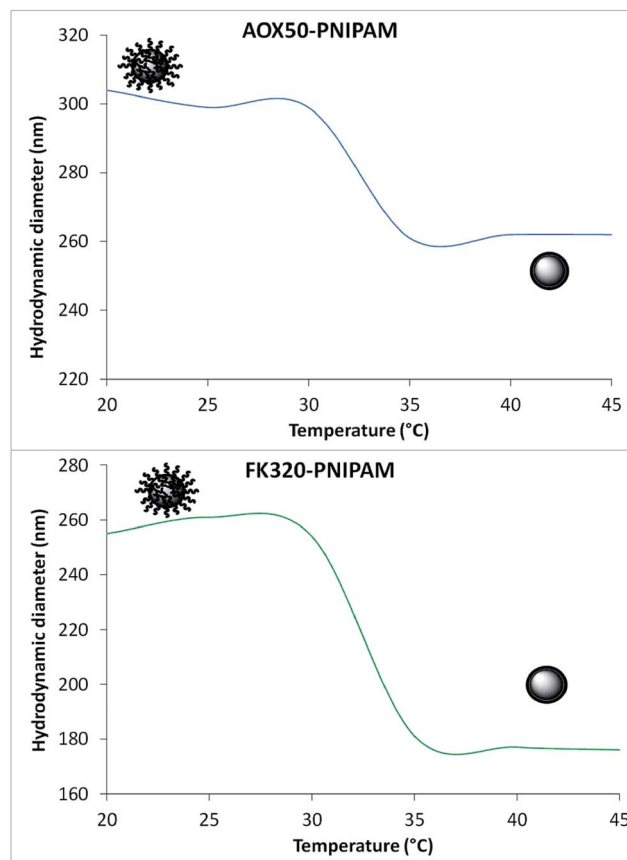 AOX50-PNIPAM
320
300
280
260
240
220
Hydrodynamic diameter (nm)
20 25 30 35 40 45
Temperature (°C)
FK320-PNIPAM
280
260
240
220
200
180
160
Hydrodynamic diameter (nm)
20 25 30 35 40 45
Temperature (°C)